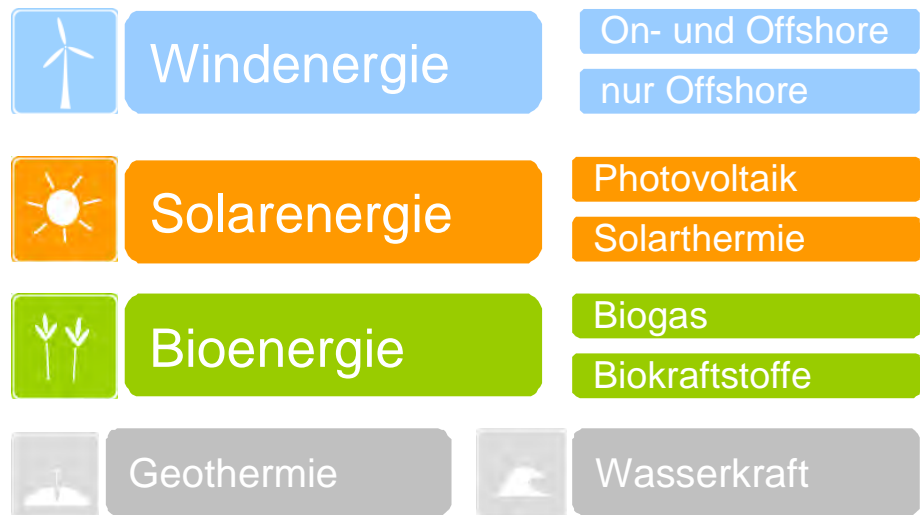 Windenergie
On- und Offshore
nur Offshore
Solarenergie
Photovoltaik
Solarthermie
Bioenergie
Biogas
Biokraftstoffe
Geothermie
Wasserkraft